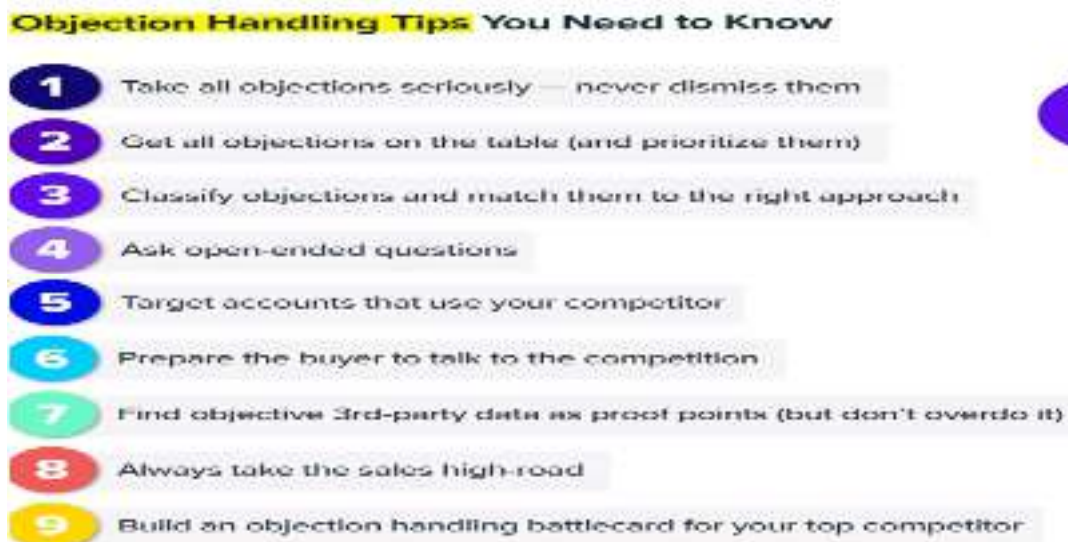 Objection Handling Tips You Need to Know
1 Take all objections seriously — never dismiss them
2 Get all objections on the table (and prioritize them)
3 Classify objections and match them to the right approach
4 Ask open-ended questions
5 Target accounts that use your competitor
6 Prepare the buyer to talk to the competition
7 Find objective 3rd-party data as proof points (but don't overdo it)
8 Always take the sales high-road
9 Build an objection handling battlecard for your top competitor